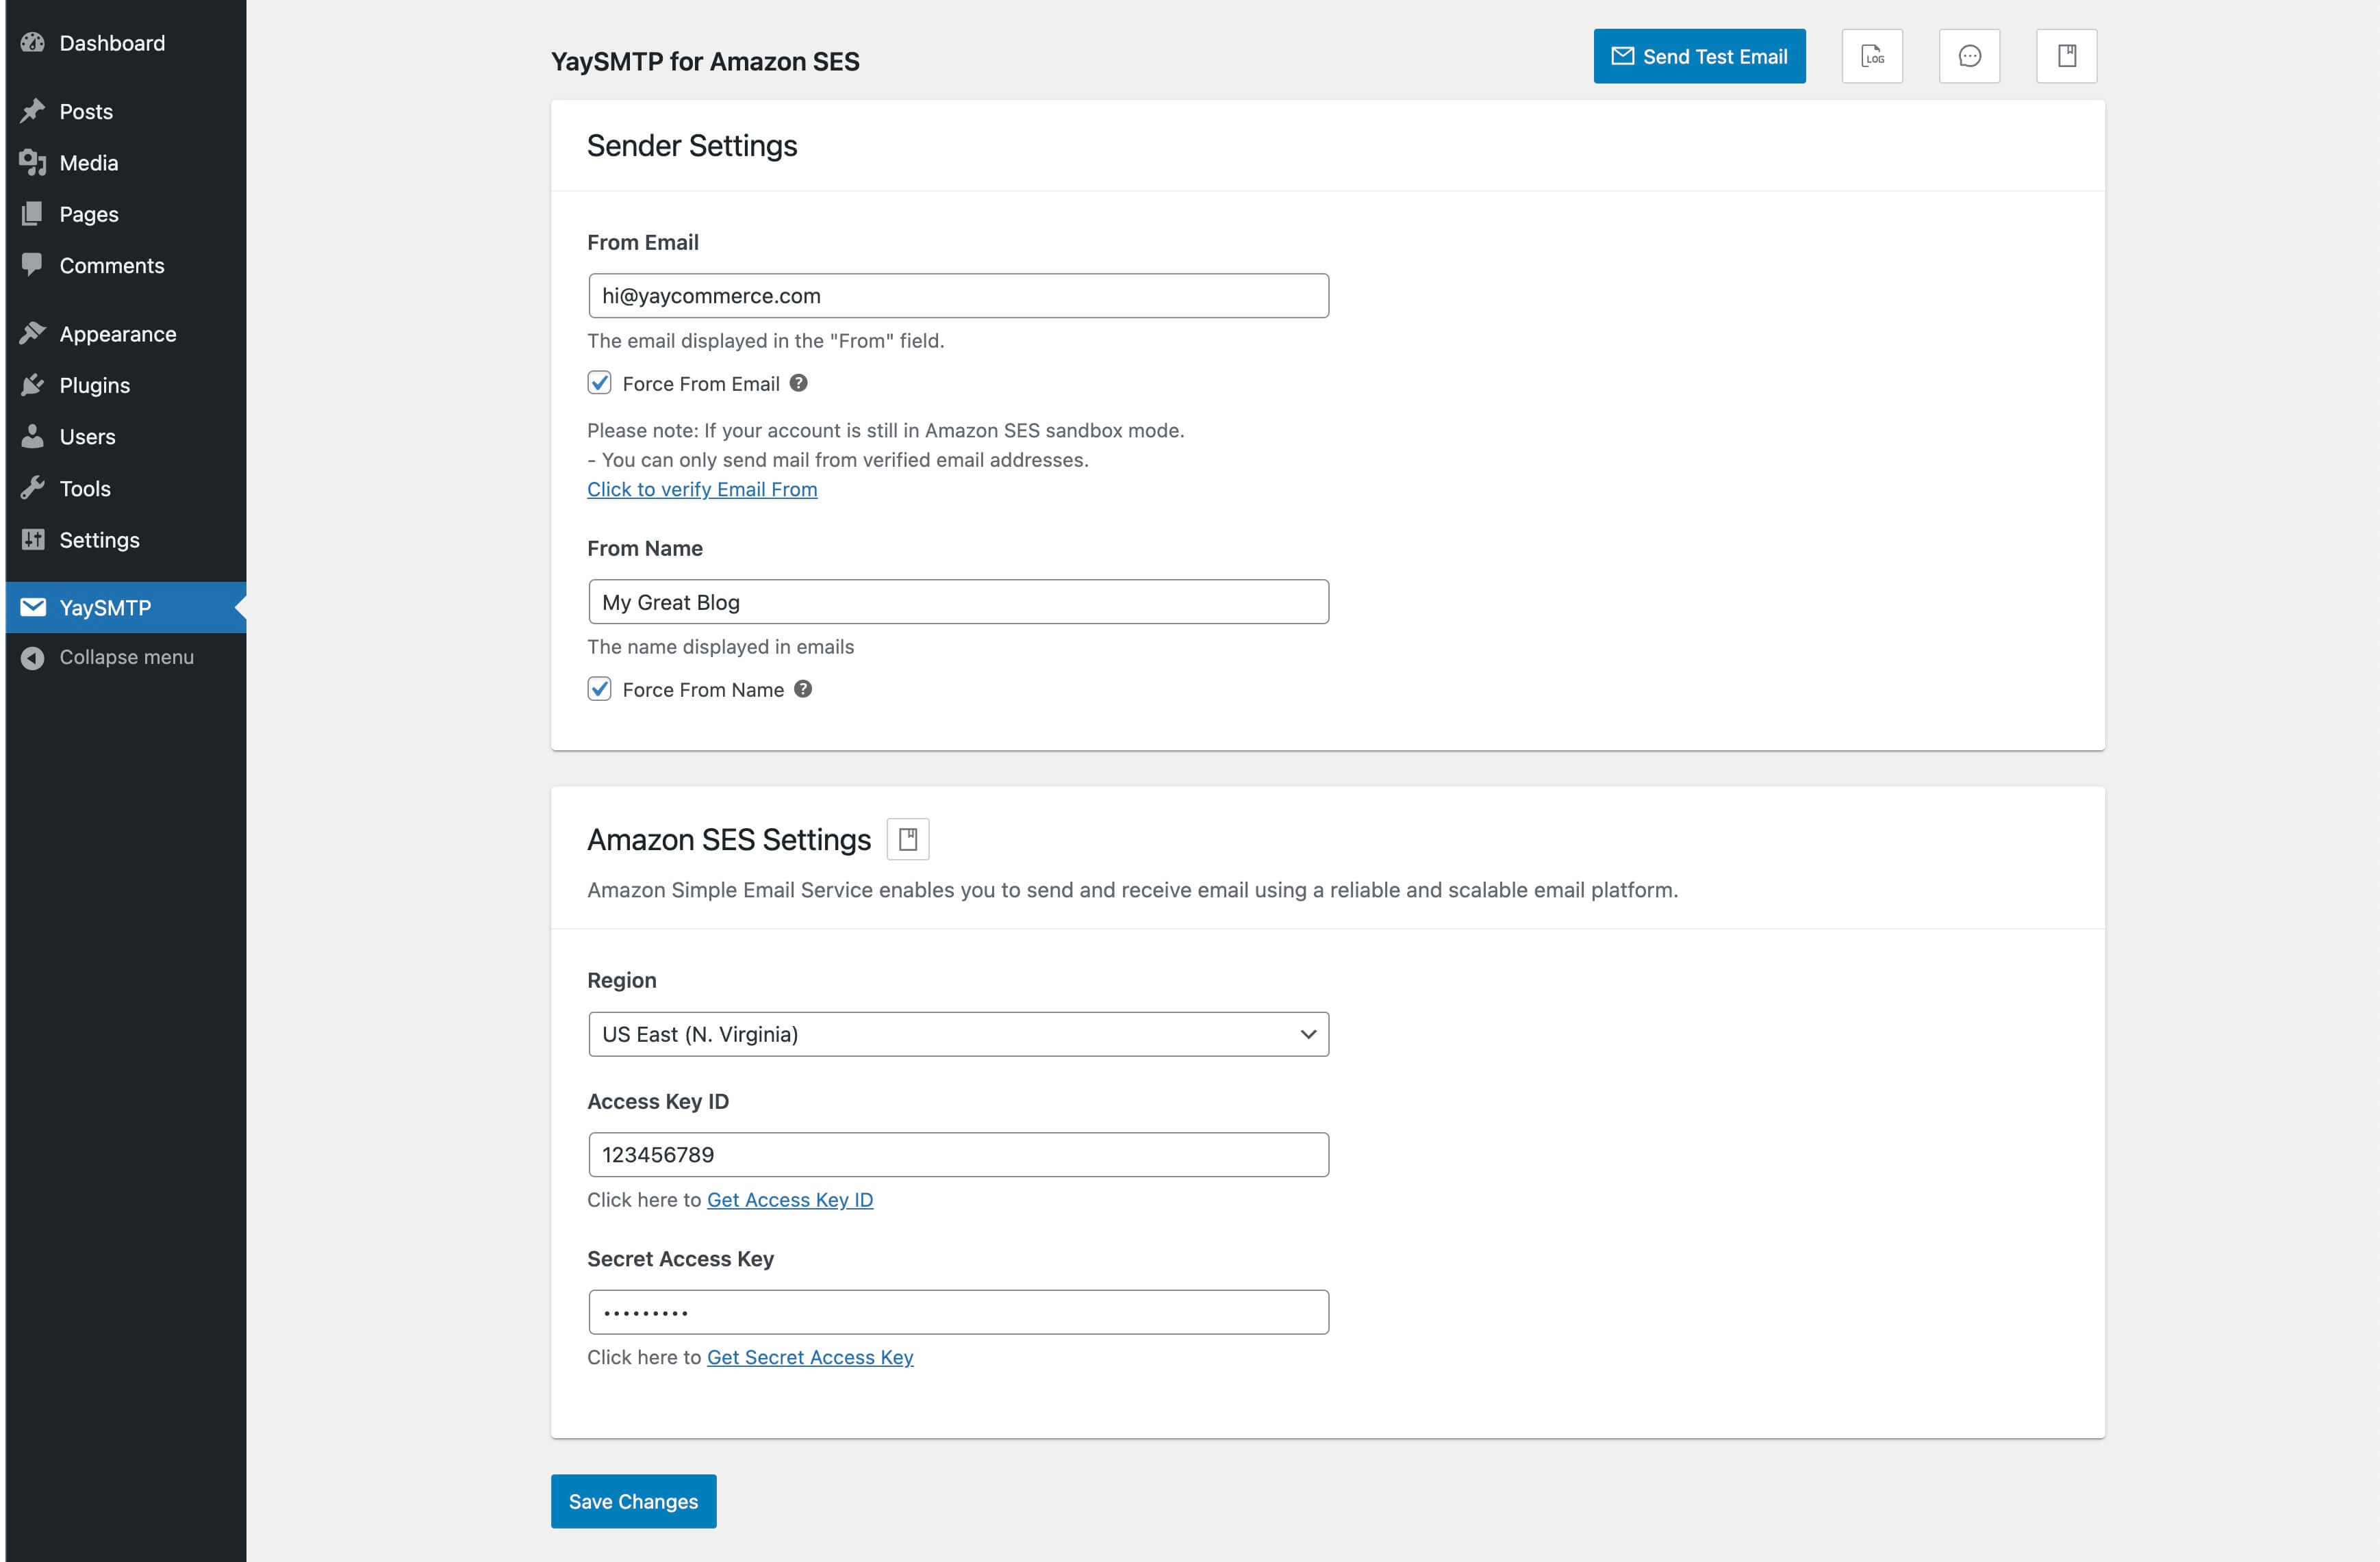 Dashboard
Posts
Media
Pages
Comments
Appearance
Plugins
Users
Tools
Settings
YaySMTP
Collapse menu
YaySMTP for Amazon SES
Send Test Email
LOG
Sender Settings
From Email
hi@yaycommerce.com
The email displayed in the "From" field.
Force From Email ?
Please note: If your account is still in Amazon SES sandbox mode.
- You can only send mail from verified email addresses.
Click to verify Email From
From Name
My Great Blog
The name displayed in emails
Force From Name ?
Amazon SES Settings
Amazon Simple Email Service enables you to send and receive email using a reliable and scalable email platform.
Region
US East (N. Virginia)
Access Key ID
123456789
Click here to Get Access Key ID
Secret Access Key
•••••••••
Click here to Get Secret Access Key
Save Changes